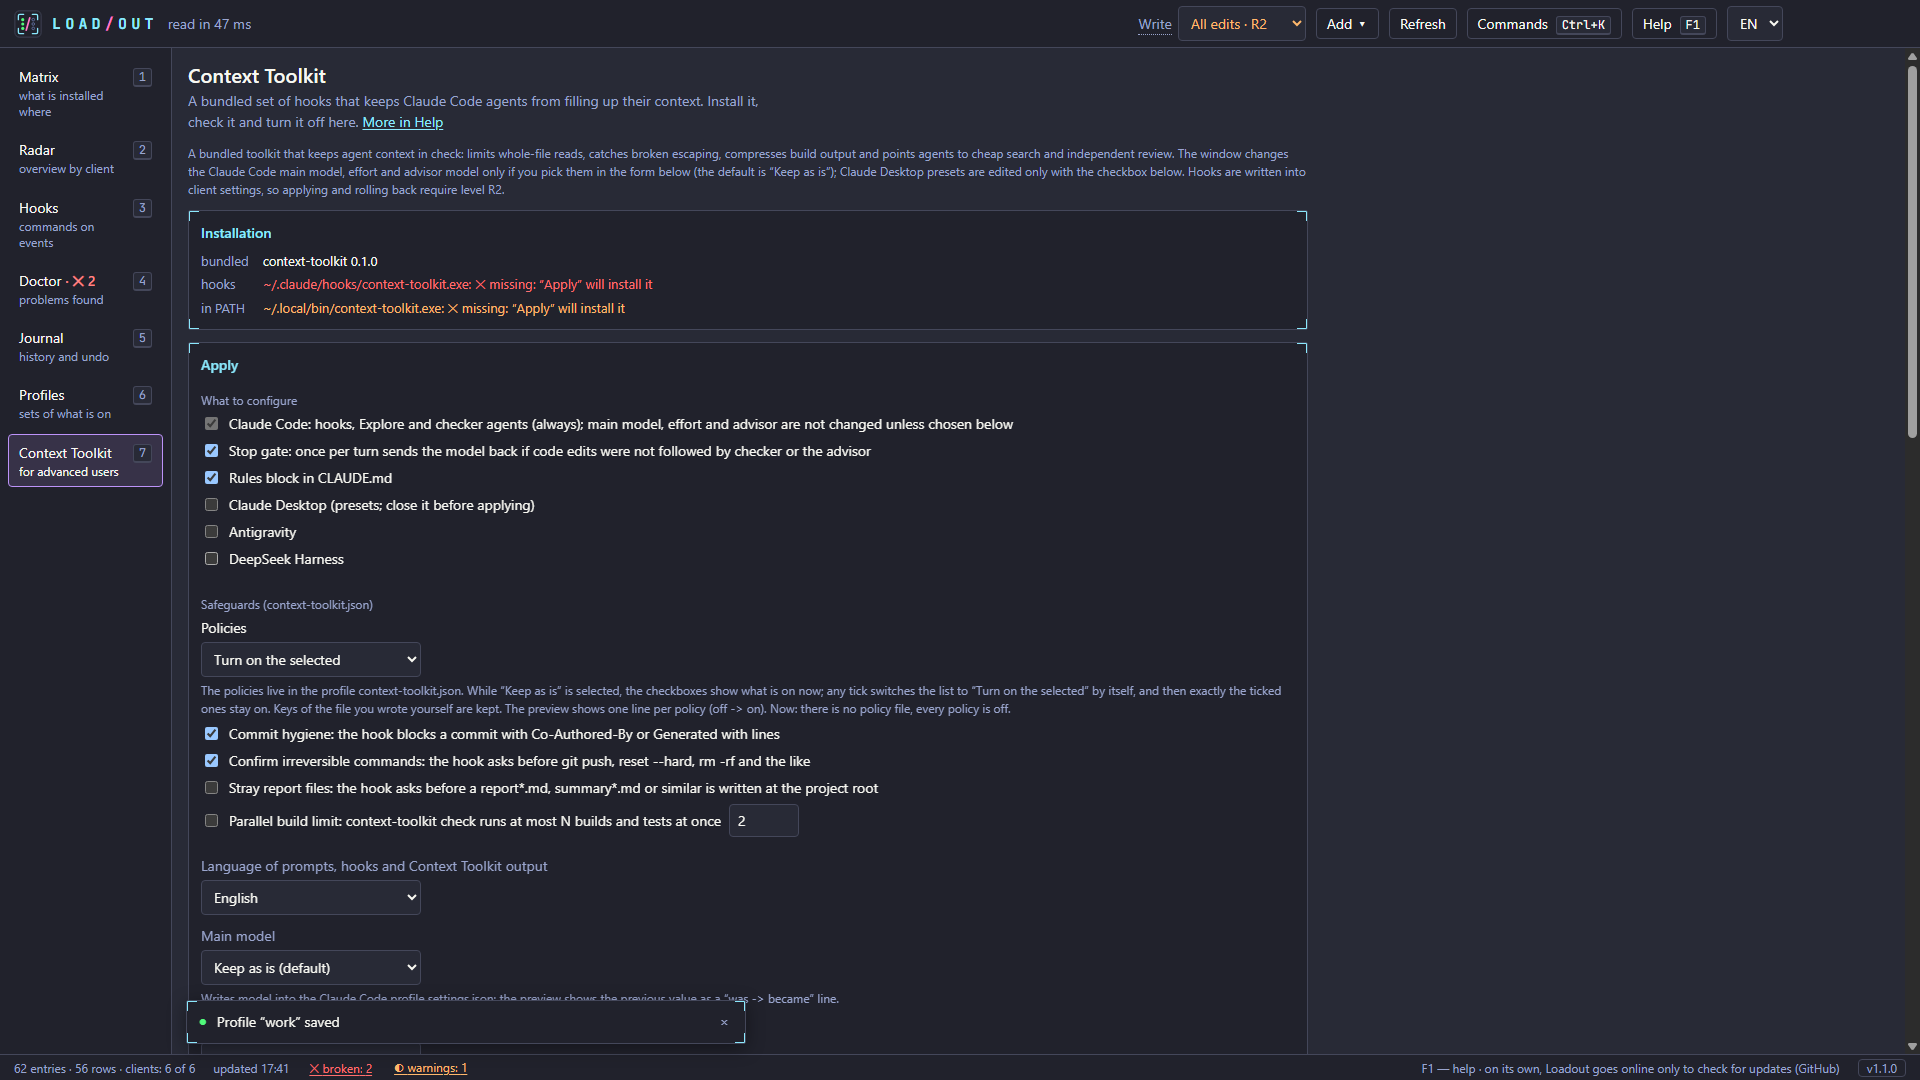 LOAD/OUT read in 47 ms
Write All edits · R2 Add ▾ Refresh Commands Ctrl+K Help F1 EN
Matrix 1
what is installed
where
Radar 2
overview by client
Hooks 3
commands on
events
Doctor · ✕ 2 4
problems found
Journal 5
history and undo
Profiles 6
sets of what is on
Context Toolkit 7
for advanced users
Context Toolkit
A bundled set of hooks that keeps Claude Code agents from filling up their context. Install it,
check it and turn it off here. More in Help
A bundled toolkit that keeps agent context in check: limits whole-file reads, catches broken escaping, compresses build output and points agents to cheap search and independent review. The window changes
the Claude Code main model, effort and advisor model only if you pick them in the form below (the default is “Keep as is”); Claude Desktop presets are edited only with the checkbox below. Hooks are written into
client settings, so applying and rolling back require level R2.
Installation
bundled context-toolkit 0.1.0
hooks ~/.claude/hooks/context-toolkit.exe: ✕ missing: “Apply” will install it
in PATH ~/.local/bin/context-toolkit.exe: ✕ missing: “Apply” will install it
Apply
What to configure
Claude Code: hooks, Explore and checker agents (always); main model, effort and advisor are not changed unless chosen below
Stop gate: once per turn sends the model back if code edits were not followed by checker or the advisor
Rules block in CLAUDE.md
Claude Desktop (presets; close it before applying)
Antigravity
DeepSeek Harness
Safeguards (context-toolkit.json)
Policies
Turn on the selected
The policies live in the profile context-toolkit.json. While “Keep as is” is selected, the checkboxes show what is on now; any tick switches the list to “Turn on the selected” by itself, and then exactly the ticked
ones stay on. Keys of the file you wrote yourself are kept. The preview shows one line per policy (off -> on). Now: there is no policy file, every policy is off.
Commit hygiene: the hook blocks a commit with Co-Authored-By or Generated with lines
Confirm irreversible commands: the hook asks before git push, reset --hard, rm -rf and the like
Stray report files: the hook asks before a report*.md, summary*.md or similar is written at the project root
Parallel build limit: context-toolkit check runs at most N builds and tests at once 2
Language of prompts, hooks and Context Toolkit output
English
Main model
Keep as is (default)
Writes model into the Claude Code profile settings.json; the preview shows the previous value as a “was -> became” line.
Profile “work” saved ×
62 entries · 56 rows · clients: 6 of 6 updated 17:41 ✕ broken: 2 ◐ warnings: 1
F1 — help · on its own, Loadout goes online only to check for updates (GitHub) v1.1.0